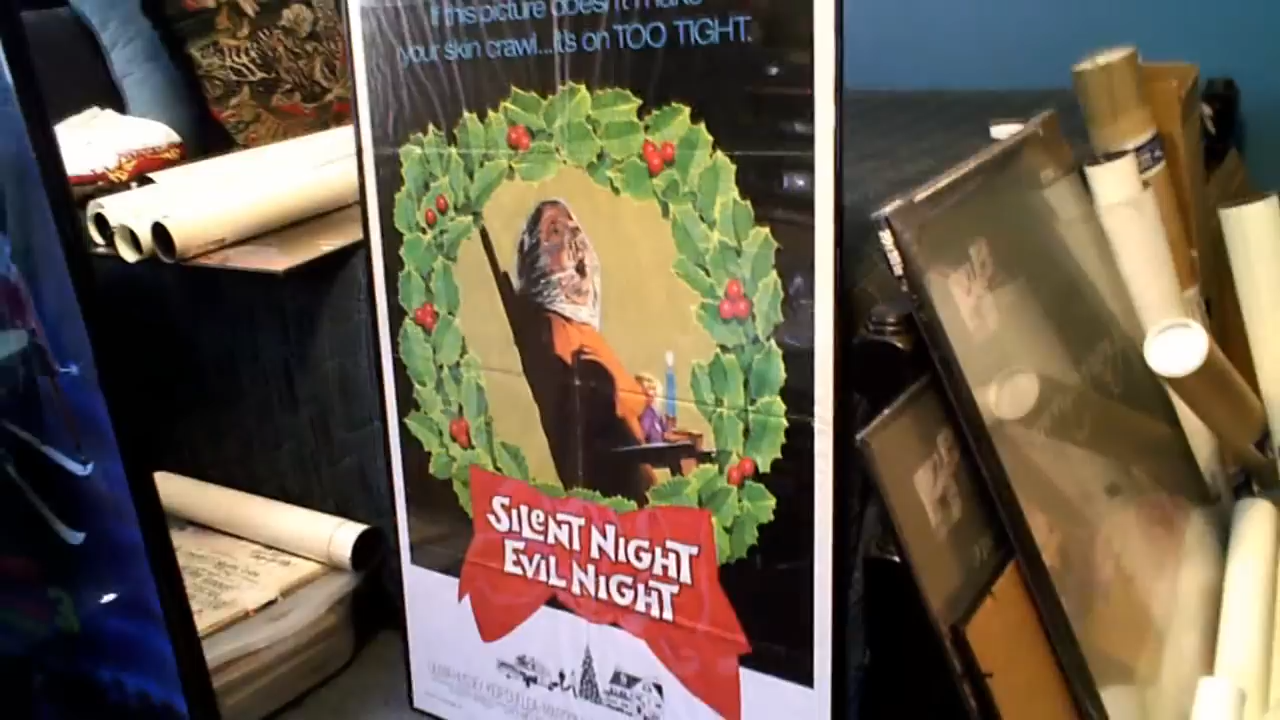 If this picture doesn't make
your skin crawl...It's on TOO TIGHT.
SILENT NIGHT
EVIL NIGHT